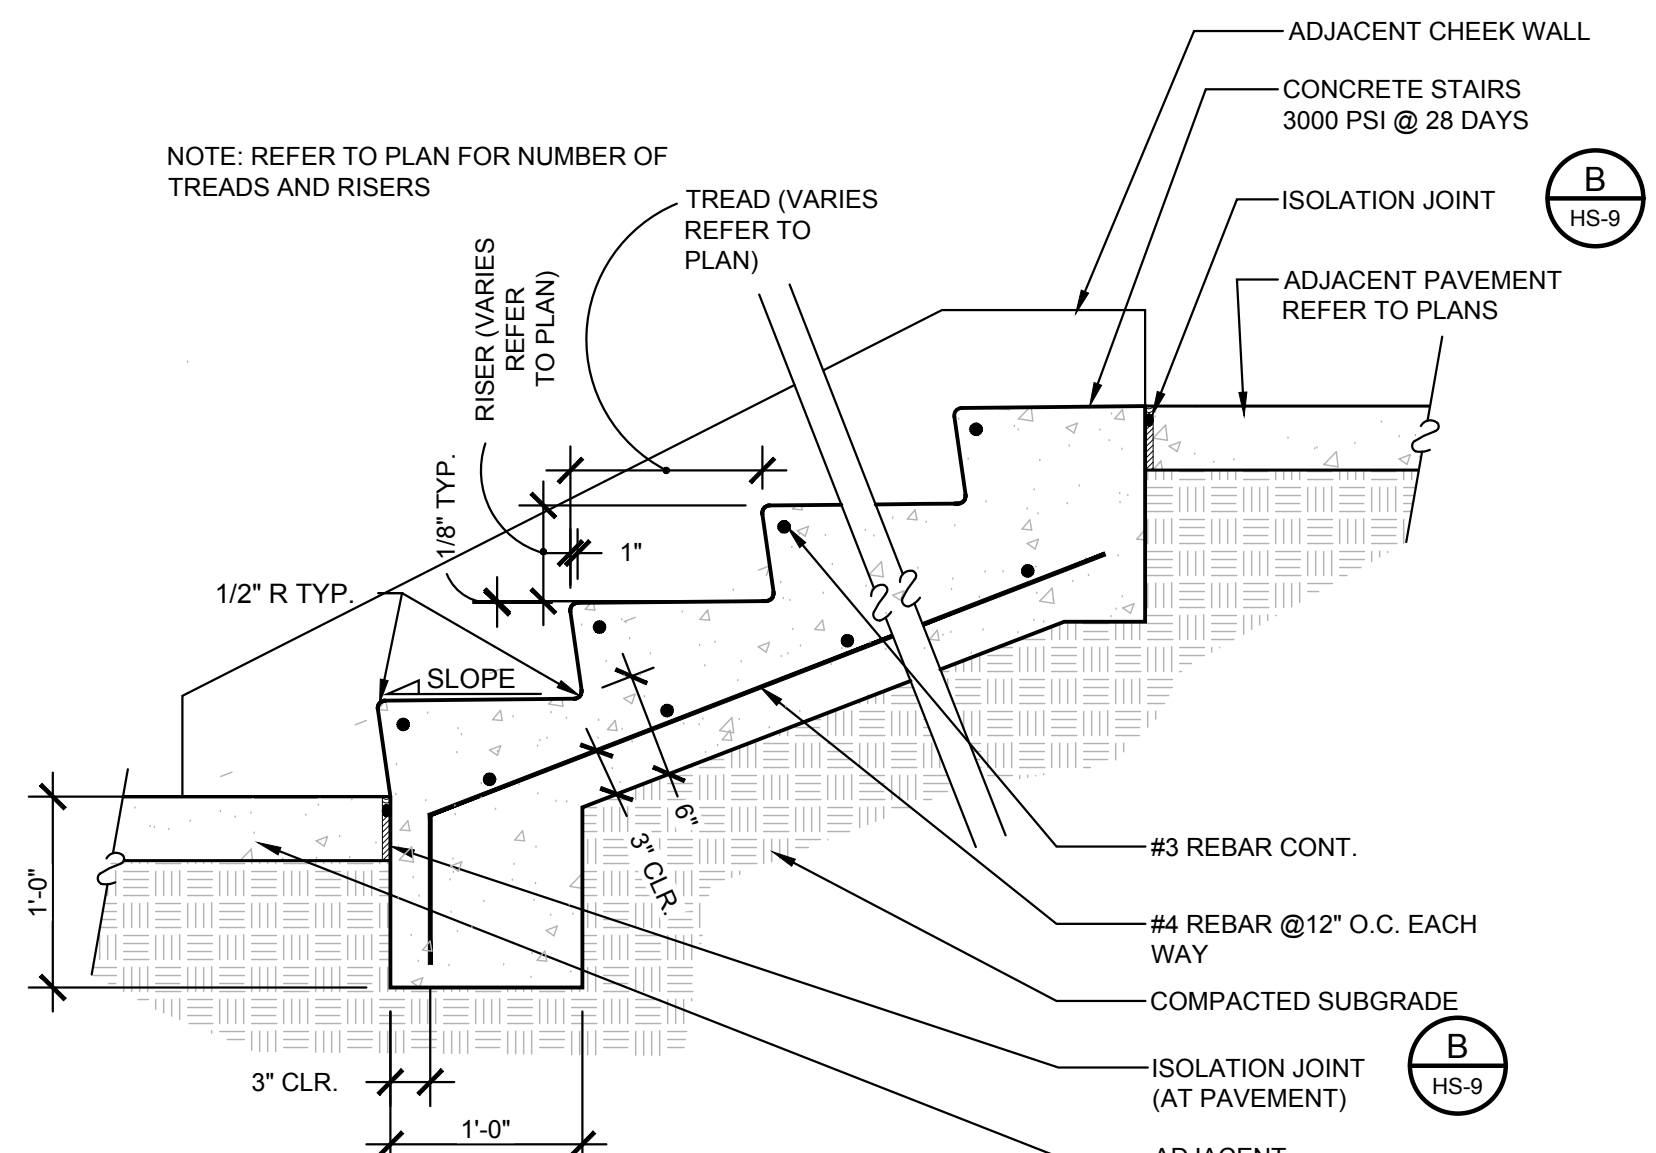 ADJACENT CHEEK WALL
CONCRETE STAIRS
3000 PSI @ 28 DAYS
NOTE: REFER TO PLAN FOR NUMBER OF
TREADS AND RISERS
TREAD (VARIES
REFER TO
PLAN)
ISOLATION JOINT
B
HS-9
RISER (VARIES
REFER
TO PLAN)
ADJACENT PAVEMENT
REFER TO PLANS
1/8" TYP.
1"
1/2" R TYP.
SLOPE
6"
3" CLR.
1'-0"
#3 REBAR CONT.
#4 REBAR @12" O.C. EACH
WAY
COMPACTED SUBGRADE
ISOLATION JOINT
(AT PAVEMENT)
B
HS-9
3" CLR.
1'-0"
ADJACENT